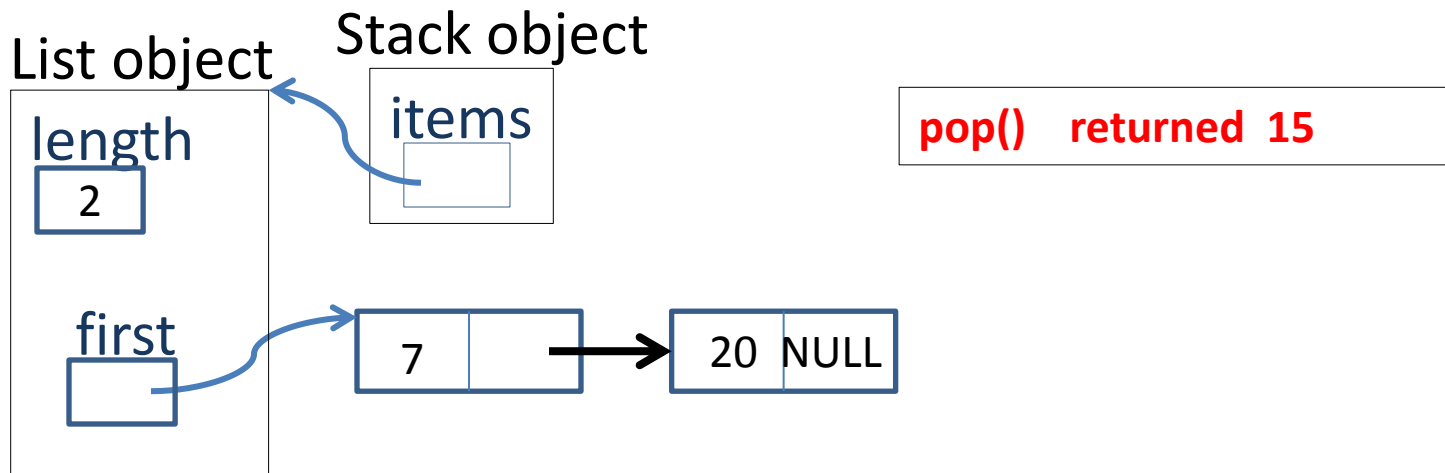 List object
Stack object
length
2
items
pop() returned 15
first
7
20 NULL